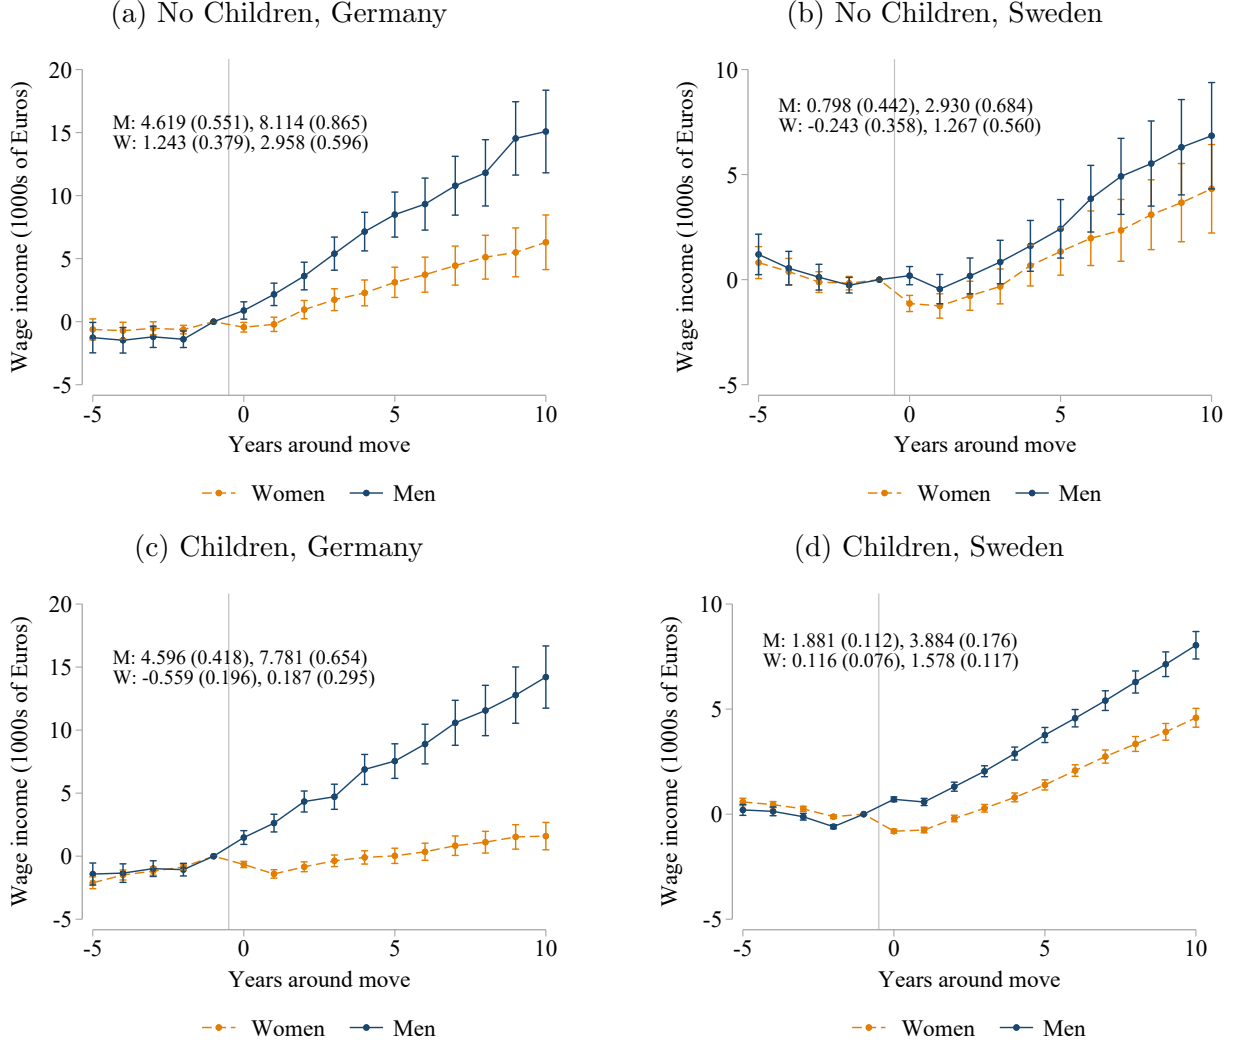 (a) No Children, Germany
Wage income (1000s of Euros)
20
15
10
5
0
-5
M: 4.619 (0.551), 8.114 (0.865)
W: 1.243 (0.379), 2.958 (0.596)
-5 0 5 10
Years around move
Women Men
(b) No Children, Sweden
Wage income (1000s of Euros)
10
5
0
-5
M: 0.798 (0.442), 2.930 (0.684)
W: -0.243 (0.358), 1.267 (0.560)
-5 0 5 10
Years around move
Women Men
(c) Children, Germany
Wage income (1000s of Euros)
20
15
10
5
0
-5
M: 4.596 (0.418), 7.781 (0.654)
W: -0.559 (0.196), 0.187 (0.295)
-5 0 5 10
Years around move
Women Men
(d) Children, Sweden
Wage income (1000s of Euros)
10
5
0
-5
M: 1.881 (0.112), 3.884 (0.176)
W: 0.116 (0.076), 1.578 (0.117)
-5 0 5 10
Years around move
Women Men